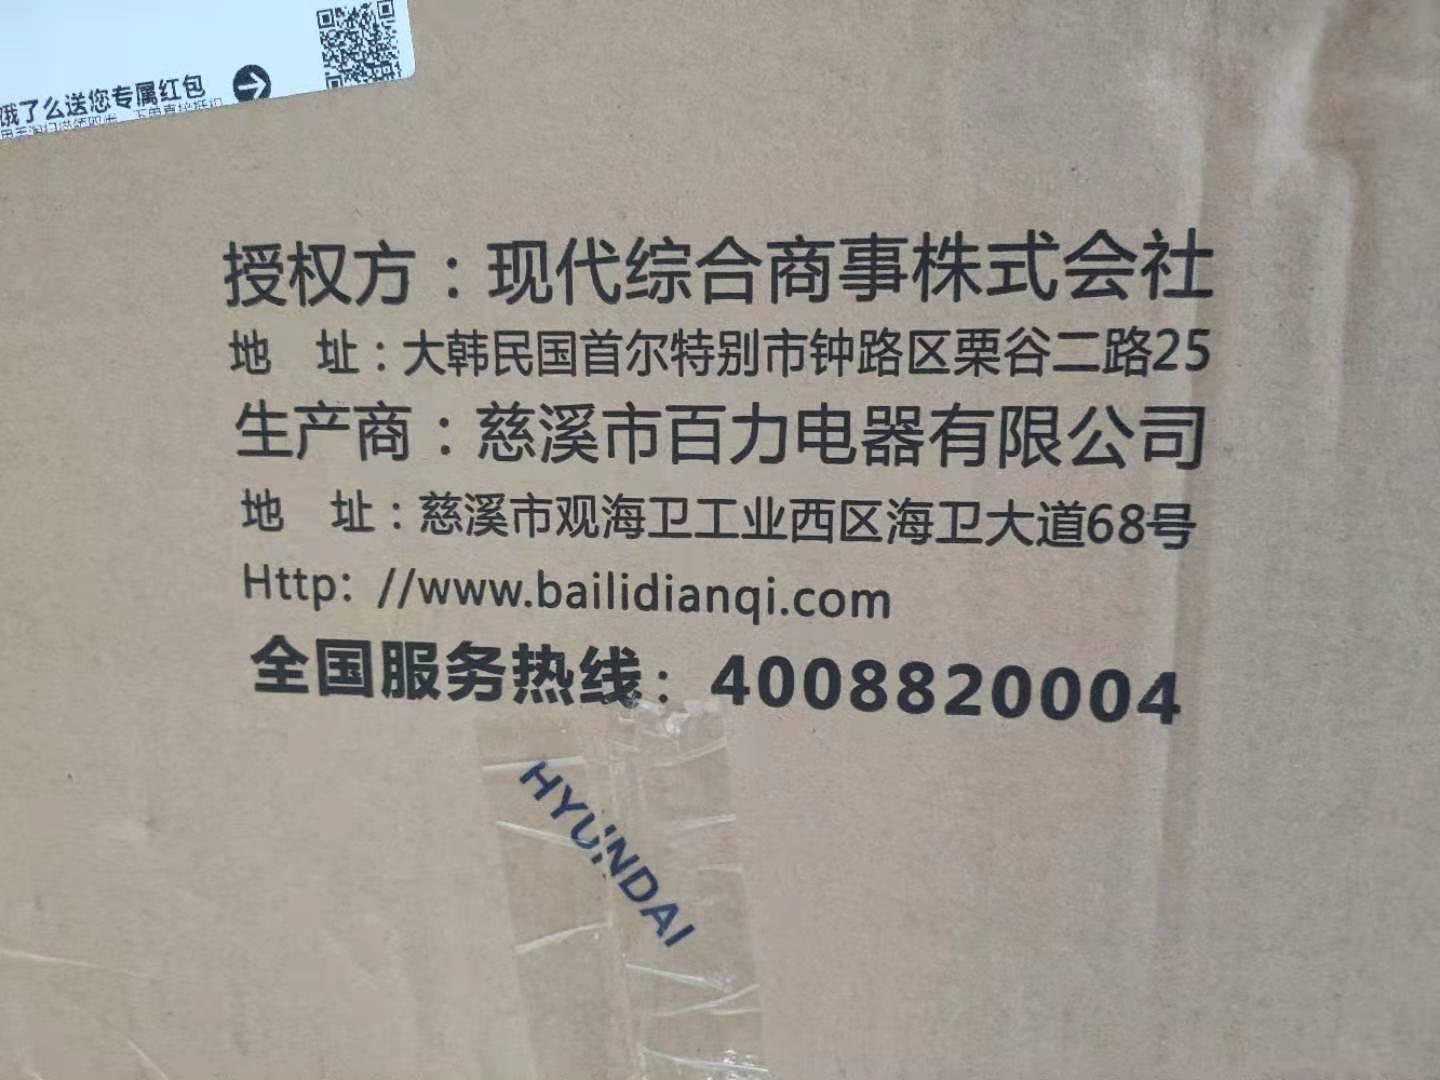 饿了么送您专属红包
授权方：现代综合商事株式会社
地 址：大韩民国首尔特别市钟路区栗谷二路25
生产商：慈溪市百力电器有限公司
地 址：慈溪市观海卫工业西区海卫大道68号
Http: //www.bailidianqi.com
全国服务热线：4008820004
HYUNDAI